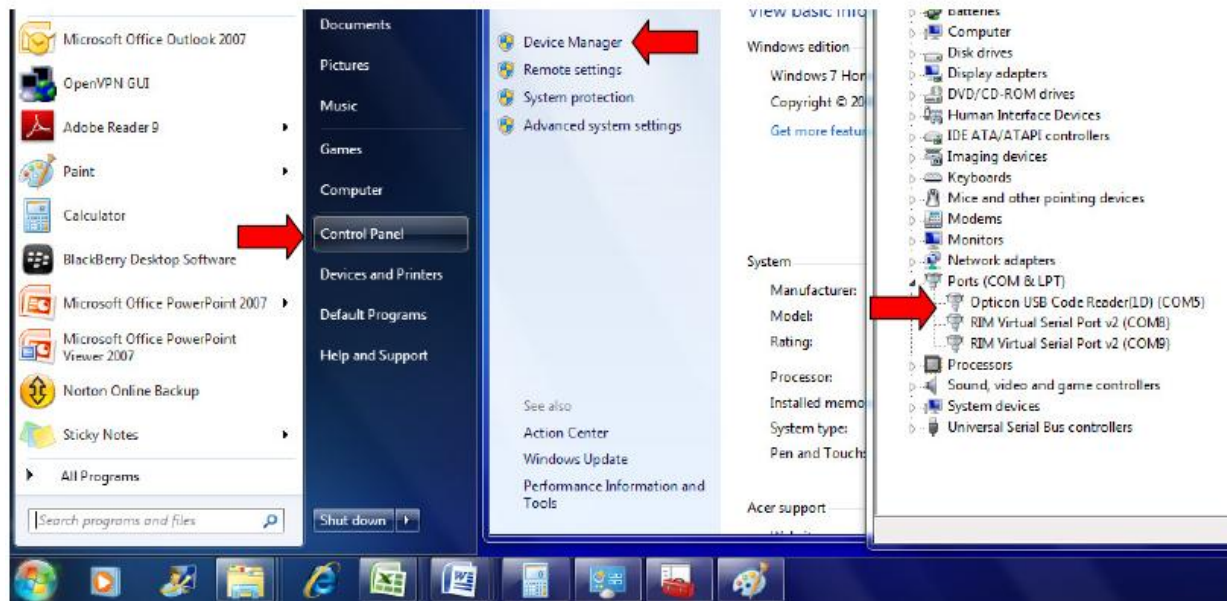 Microsoft Office Outlook 2007
OpenVPN GUI
Adobe Reader 9
Paint
Calculator
BlackBerry Desktop Software
Microsoft Office PowerPoint 2007
Microsoft Office PowerPoint
Viewer 2007
Norton Online Backup
Sticky Notes
All Programs
Search programs and files
Documents
Pictures
Music
Games
Computer
Control Panel
Devices and Printers
Default Programs
Help and Support
Shut down
Device Manager
Remote settings
System protection
Advanced system settings
See also
Action Center
Windows Update
Performance Information and
Tools
View basic info
Windows edition
Windows 7 Hor
Copyright © 20
Get more featu
System
Manufacturer:
Model:
Rating:
Processor:
Installed memo
System type:
Pen and Touch:
Acer support
Batteries
Computer
Disk drives
Display adapters
DVD/CD-ROM drives
Human Interface Devices
IDE ATA/ATAPI controllers
Imaging devices
Keyboards
Mice and other pointing devices
Modems
Monitors
Network adapters
Ports (COM & LPT)
Opticon USB Code Reader(1D) (COM5)
RIM Virtual Serial Port v2 (COM8)
RIM Virtual Serial Port v2 (COM9)
Processors
Sound, video and game controllers
System devices
Universal Serial Bus controllers